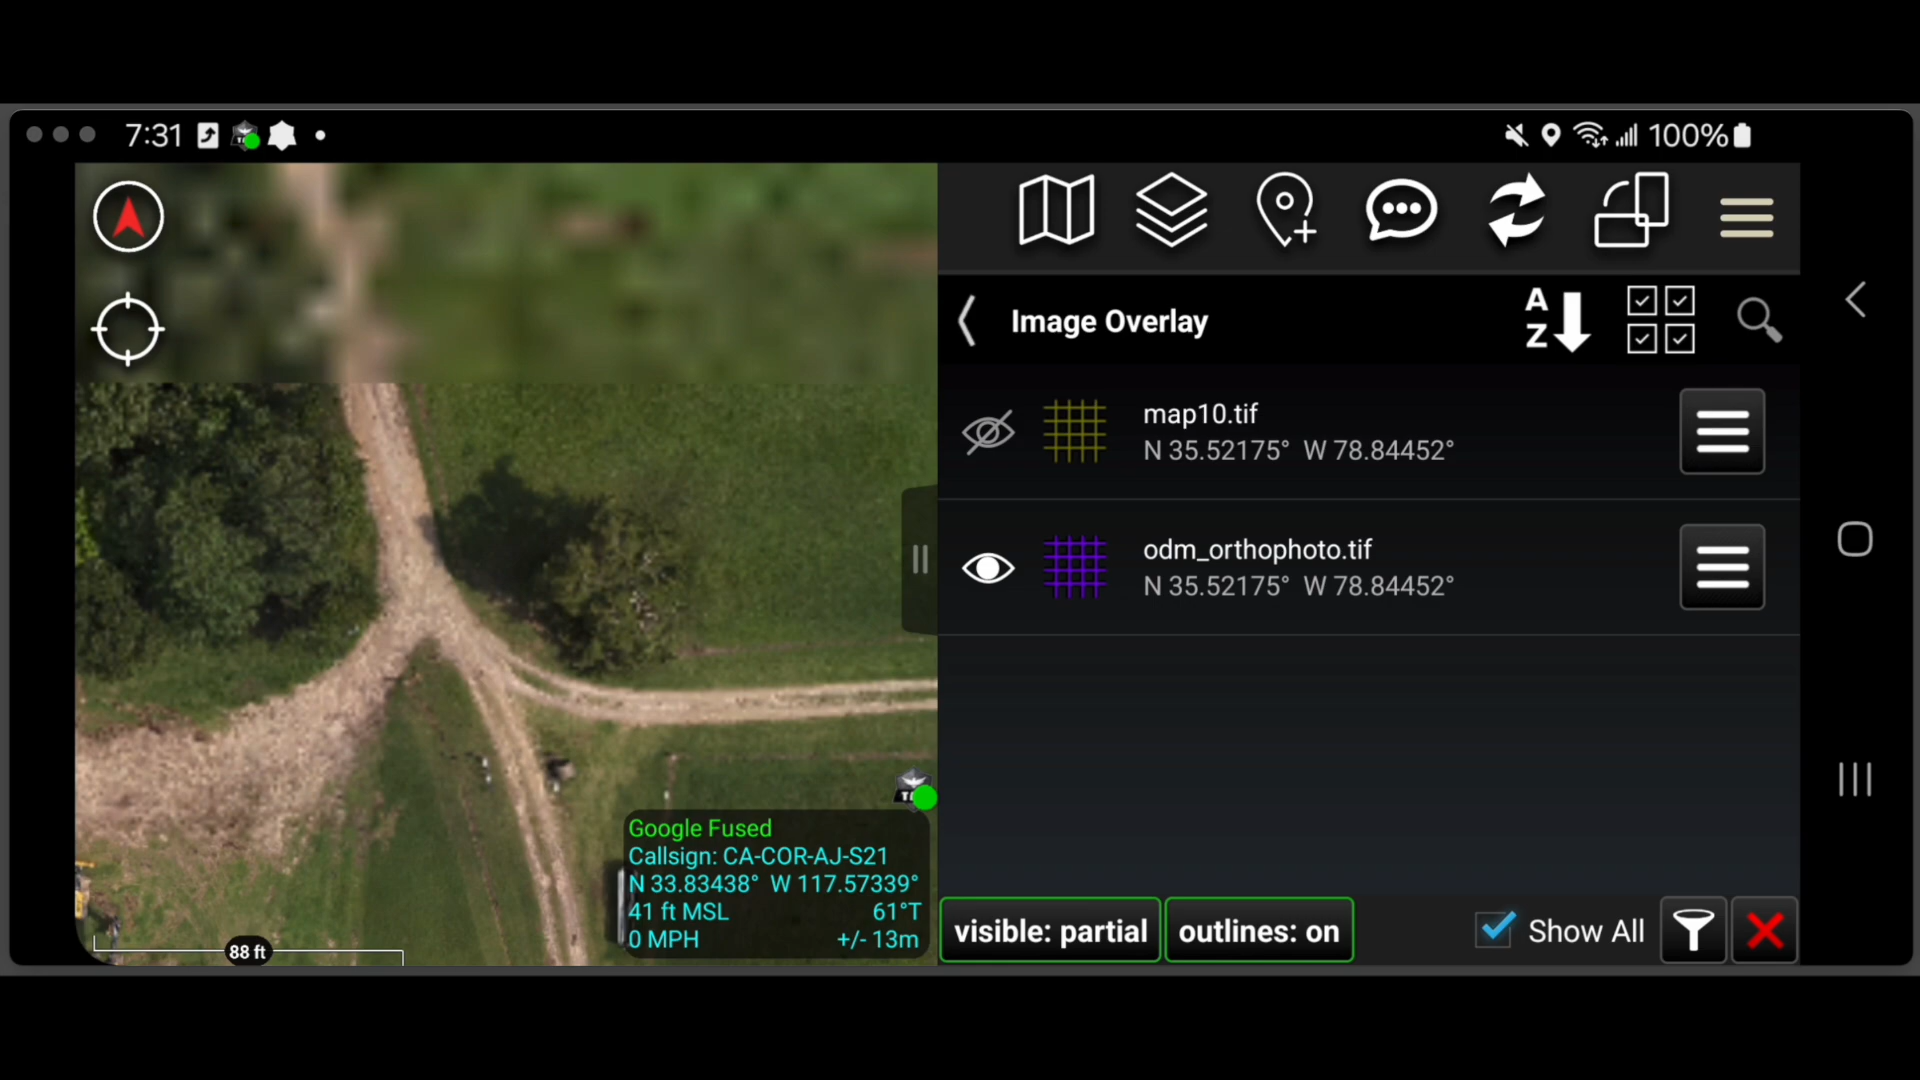 7:31
100%
A
Z
Image Overlay
map10.tif
N 35.52175° W 78.84452°
odm_orthophoto.tif
N 35.52175° W 78.84452°
Google Fused
Callsign: CA-COR-AJ-S21
N 33.83438° W 117.57339°
41 ft MSL 61°T
0 MPH +/- 13m
88 ft
visible: partial
outlines: on
Show All